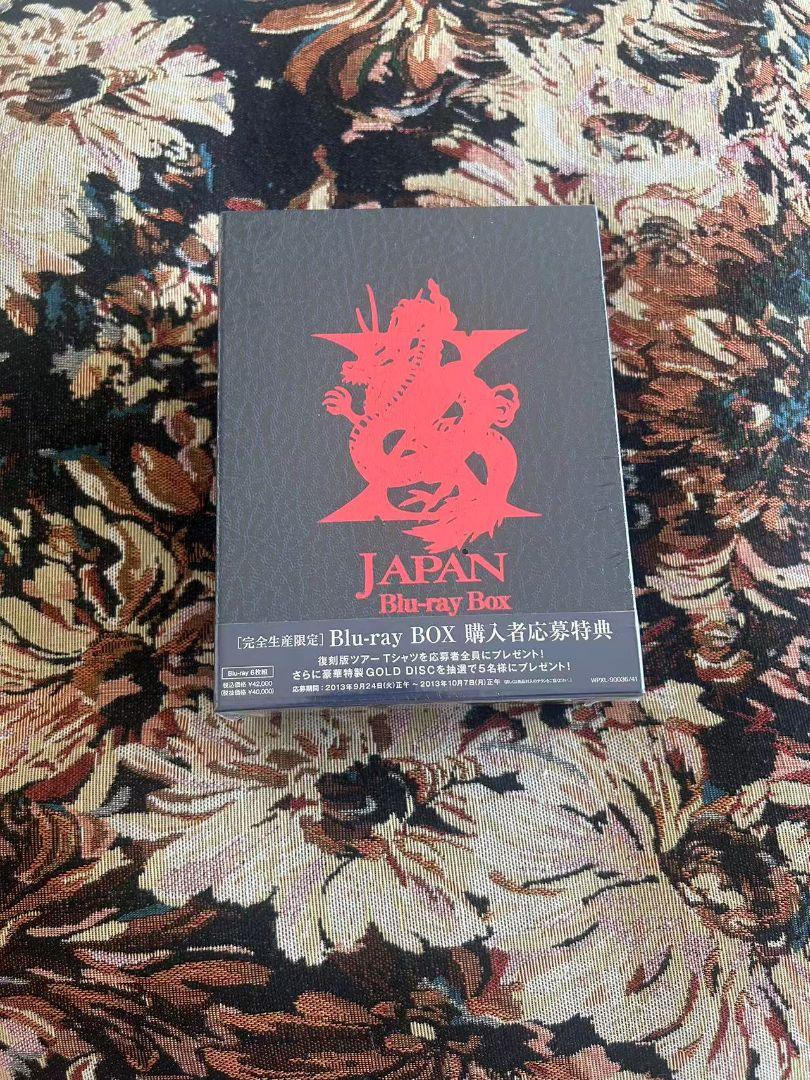 X
JAPAN
Blu-ray Box
[完全生産限定] Blu-ray BOX 購入者応募特典
復刻版ツアーTシャツを応募者全員にプレゼント!
さらに豪華特製GOLD DISCを抽選で5名様にプレゼント!
応募期間:2013年9月24日(火)正午 ~ 2013年10月7日(月)正午
Blu-ray 6枚組
税込価格 ¥42,000
(税抜価格 ¥40,000)
WPXL-90036/41